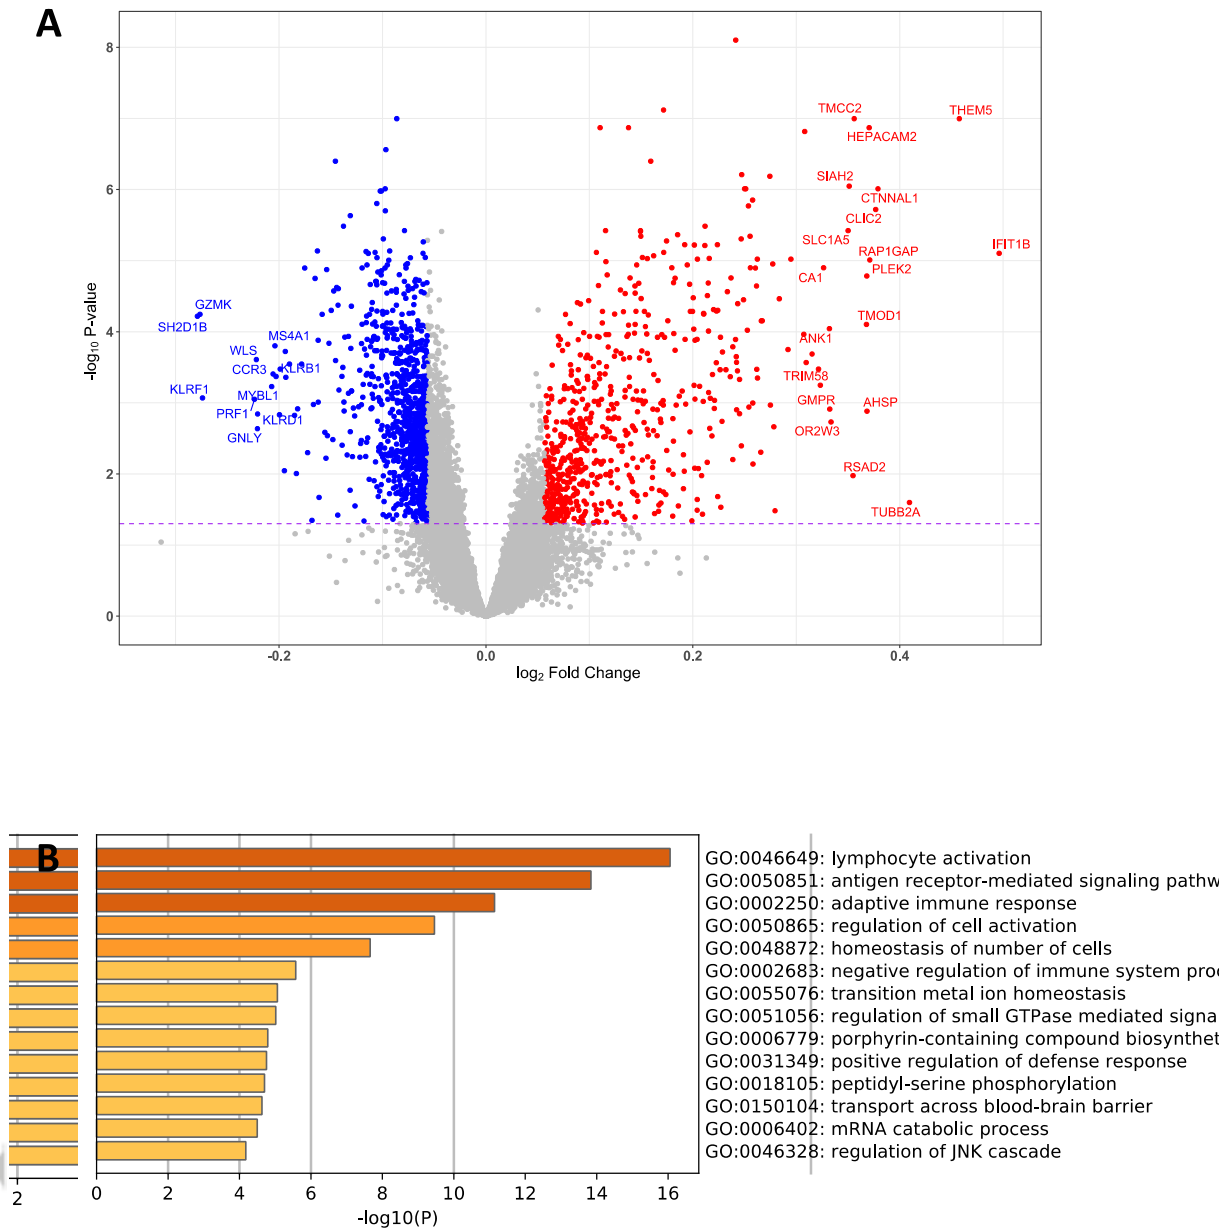 A
8
6
4
2
0
-log10 P-value
TMCC2
THEM5
HEPACAM2
SIAH2
CTNNAL1
CLIC2
SLC1A5
IFIT1B
RAP1GAP
PLEK2
CA1
GZMK
SH2D1B
TMOD1
MS4A1
ANK1
WLS
CCR3
KLRB1
TRIM58
KLRF1
MYBL1
GMPR
AHSP
PRF1
KLRD1
OR2W3
GNLY
RSAD2
TUBB2A
-0.2
0.0
0.2
0.4
log2 Fold Change
B
GO:0046649: lymphocyte activation
GO:0050851: antigen receptor-mediated signaling pathw
GO:0002250: adaptive immune response
GO:0050865: regulation of cell activation
GO:0048872: homeostasis of number of cells
GO:0002683: negative regulation of immune system proc
GO:0055076: transition metal ion homeostasis
GO:0051056: regulation of small GTPase mediated signa
GO:0006779: porphyrin-containing compound biosynthet
GO:0031349: positive regulation of defense response
GO:0018105: peptidyl-serine phosphorylation
GO:0150104: transport across blood-brain barrier
GO:0006402: mRNA catabolic process
GO:0046328: regulation of JNK cascade
2
0 2 4 6 8 10 12 14 16
-log10(P)